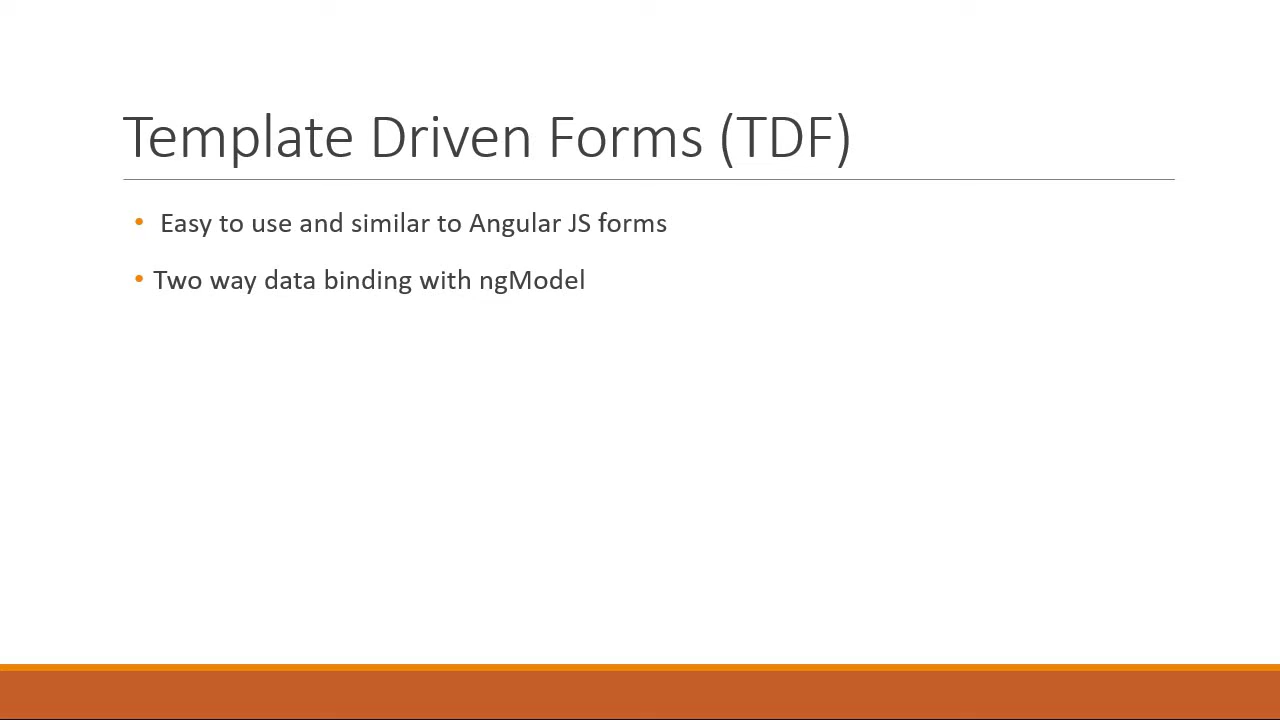 Template Driven Forms (TDF)
• Easy to use and similar to Angular JS forms
• Two way data binding with ngModel